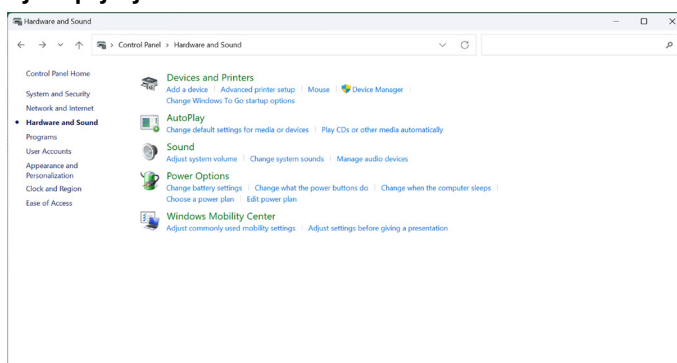 Hardware and Sound
Control Panel > Hardware and Sound
Control Panel Home
System and Security
Network and Internet
Hardware and Sound
Programs
User Accounts
Appearance and
Personalization
Clock and Region
Ease of Access
Devices and Printers
Add a device Advanced printer setup Mouse Device Manager
Change Windows To Go startup options
AutoPlay
Change default settings for media or devices Play CDs or other media automatically
Sound
Adjust system volume Change system sounds Manage audio devices
Power Options
Change battery settings Change what the power buttons do Change when the computer sleeps
Choose a power plan Edit power plan
Windows Mobility Center
Adjust commonly used mobility settings Adjust settings before giving a presentation